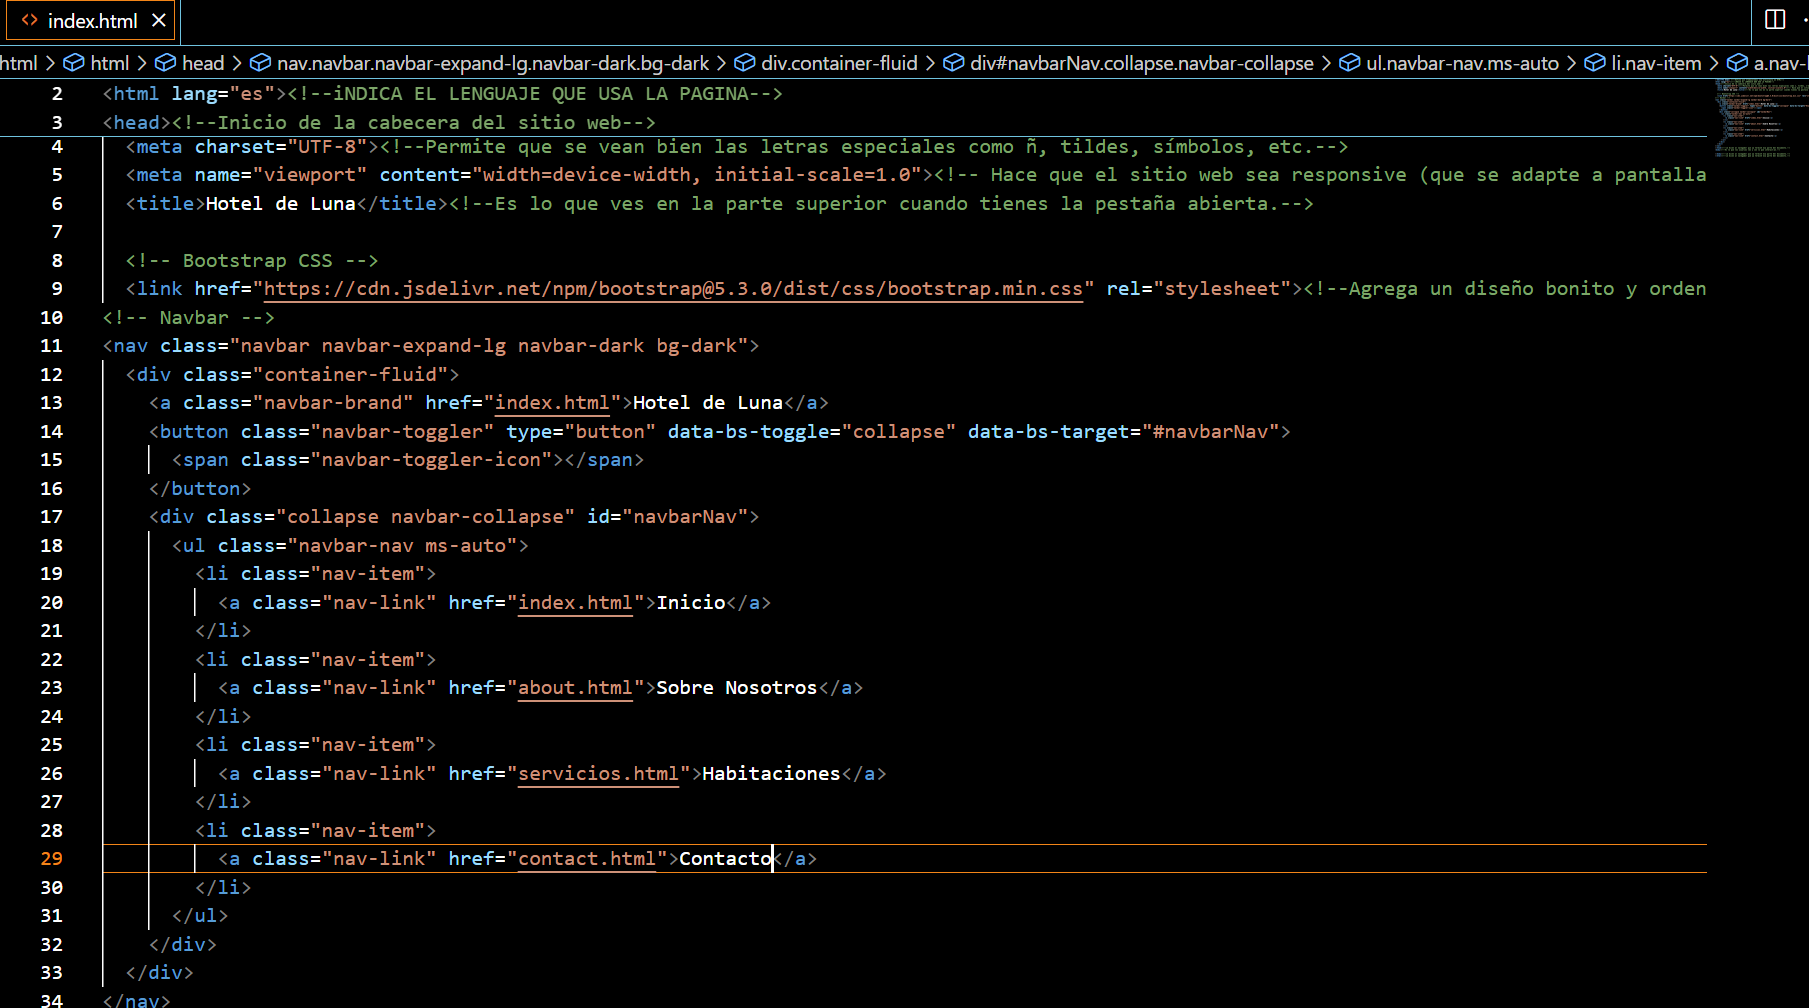 index.html
html > html > head > nav.navbar.navbar-expand-lg.navbar-dark.bg-dark > div.container-fluid > div#navbarNav.collapse.navbar-collapse > ul.navbar-nav.ms-auto > li.nav-item > a.nav-
2 <html lang="es"><!--iNDICA EL LENGUAJE QUE USA LA PAGINA-->
3 <head><!--Inicio de la cabecera del sitio web-->
4 <meta charset="UTF-8"><!--Permite que se vean bien las letras especiales como ñ, tildes, símbolos, etc.-->
5 <meta name="viewport" content="width=device-width, initial-scale=1.0"><!-- Hace que el sitio web sea responsive (que se adapte a pantalla
6 <title>Hotel de Luna</title><!--Es lo que ves en la parte superior cuando tienes la pestaña abierta.-->
7
8 <!-- Bootstrap CSS -->
9 <link href="https://cdn.jsdelivr.net/npm/bootstrap@5.3.0/dist/css/bootstrap.min.css" rel="stylesheet"><!--Agrega un diseño bonito y orden
10 <!-- Navbar -->
11 <nav class="navbar navbar-expand-lg navbar-dark bg-dark">
12 <div class="container-fluid">
13 <a class="navbar-brand" href="index.html">Hotel de Luna</a>
14 <button class="navbar-toggler" type="button" data-bs-toggle="collapse" data-bs-target="#navbarNav">
15 <span class="navbar-toggler-icon"></span>
16 </button>
17 <div class="collapse navbar-collapse" id="navbarNav">
18 <ul class="navbar-nav ms-auto">
19 <li class="nav-item">
20 <a class="nav-link" href="index.html">Inicio</a>
21 </li>
22 <li class="nav-item">
23 <a class="nav-link" href="about.html">Sobre Nosotros</a>
24 </li>
25 <li class="nav-item">
26 <a class="nav-link" href="servicios.html">Habitaciones</a>
27 </li>
28 <li class="nav-item">
29 <a class="nav-link" href="contact.html">Contacto</a>
30 </li>
31 </ul>
32 </div>
33 </div>
34 </nav>